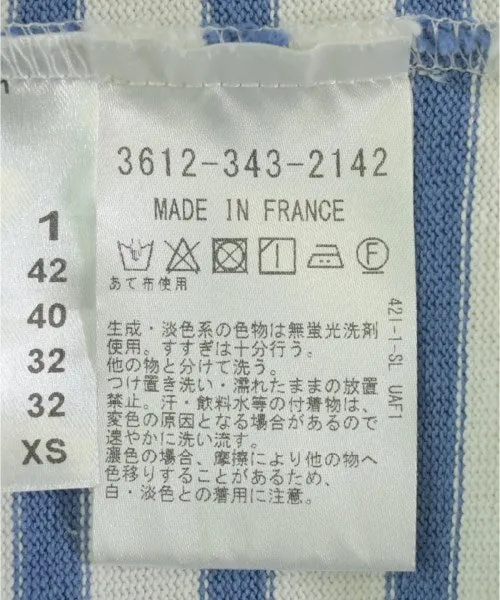 n
1
42
40
32
32
XS
3612-343-2142
MADE IN FRANCE
F
あて布使用
生成・淡色系の色物は無蛍光洗剤
使用。すすぎは十分行う。
他の物と分けて洗う。
つけ置き洗い・濡れたままの放置
禁止。汗・飲料水等の付着物は、
変色の原因となる場合があるので
速やかに洗い流す。
濃色の場合、摩擦により他の物へ
色移りすることがあるため、
白・淡色との着用に注意。
421-1-SL UAF1